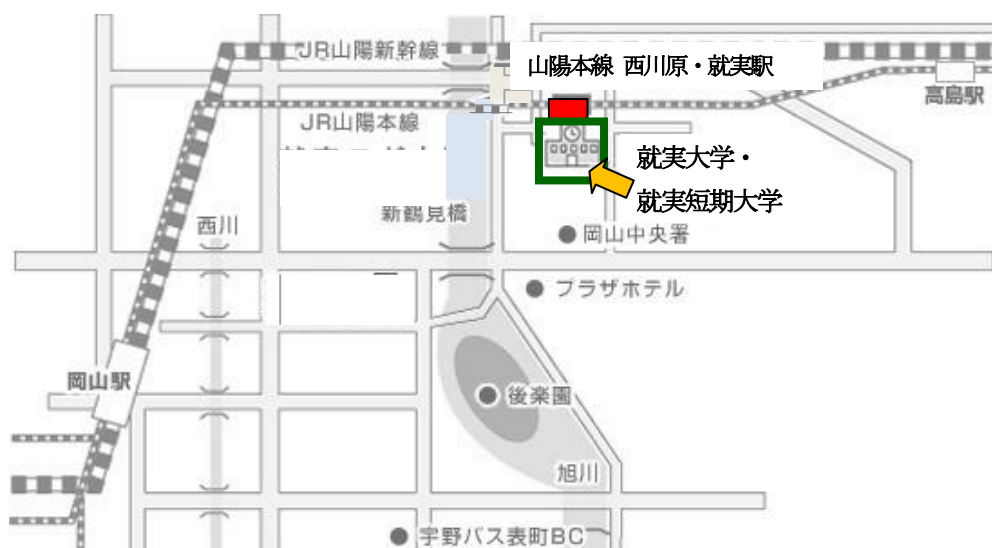 JR山陽新幹線
山陽本線 西川原・就実駅
高島駅
JR山陽本線
就実大学・
就実短期大学
新鶴見橋
西川
岡山中央署
プラザホテル
岡山駅
後楽園
旭川
宇野バス表町BC